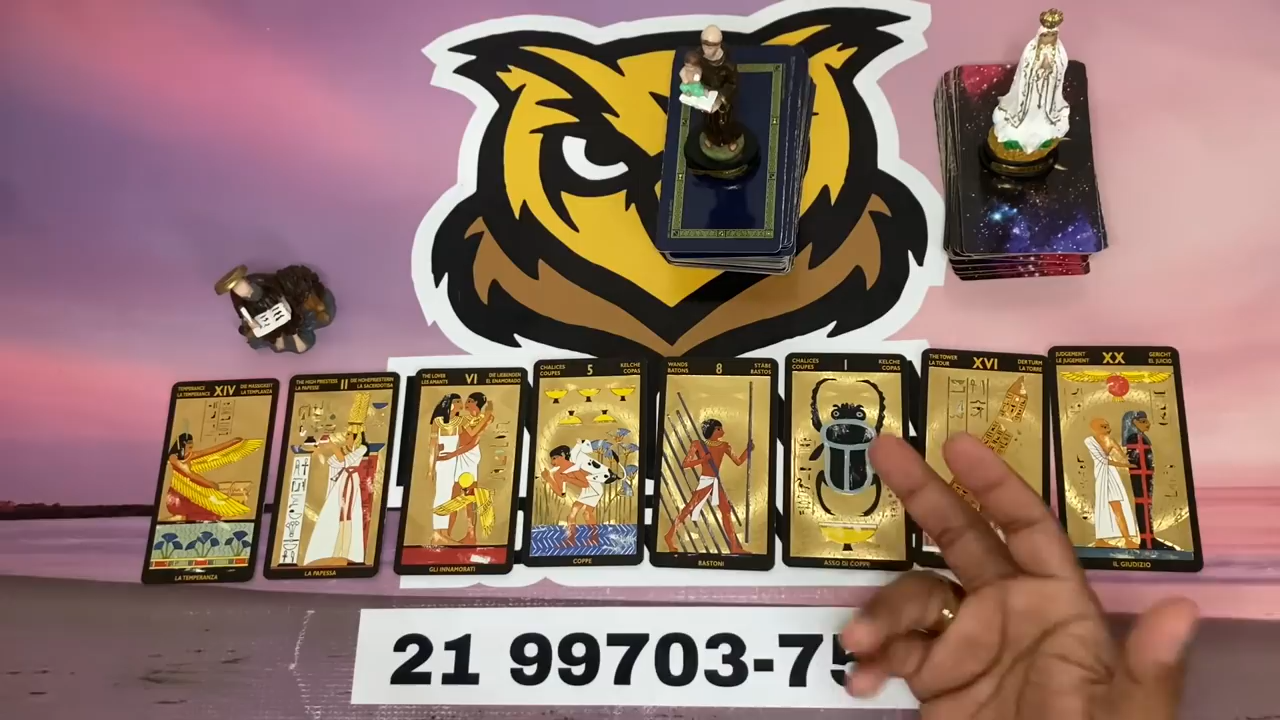 TEMPERANCE
LA TEMPERANCE
XIV
DIE MASSIGKEIT
LA TEMPLANZA
LA TEMPERANZA
THE HIGH PRIESTESS
LA PAPESSE
II
DIE HOHEPRIESTERIN
LA SACERDOTISA
LA PAPESSA
THE LOVER
LES AMANTS
VI
DIE LIEBENDEN
EL ENAMORADO
GLI INNAMORATI
CHALICES
COUPES
5
KELCHE
COPAS
COPPE
WANDS
BATONS
8
STÄBE
BASTOS
BASTONI
CHALICES
COUPES
I
KELCHE
COPAS
ASSO DI COPPE
THE TOWER
LA TOUR
XVI
DER TURM
LA TORRE
JUDGEMENT
LE JUGEMENT
XX
GERICHT
EL JUICIO
IL GIUDIZIO
21 99703-75